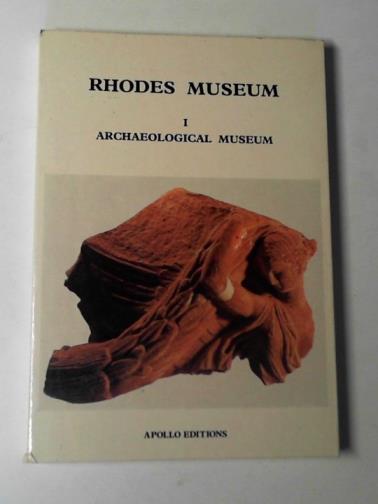 RHODES MUSEUM
I
ARCHAEOLOGICAL MUSEUM
APOLLO EDITIONS